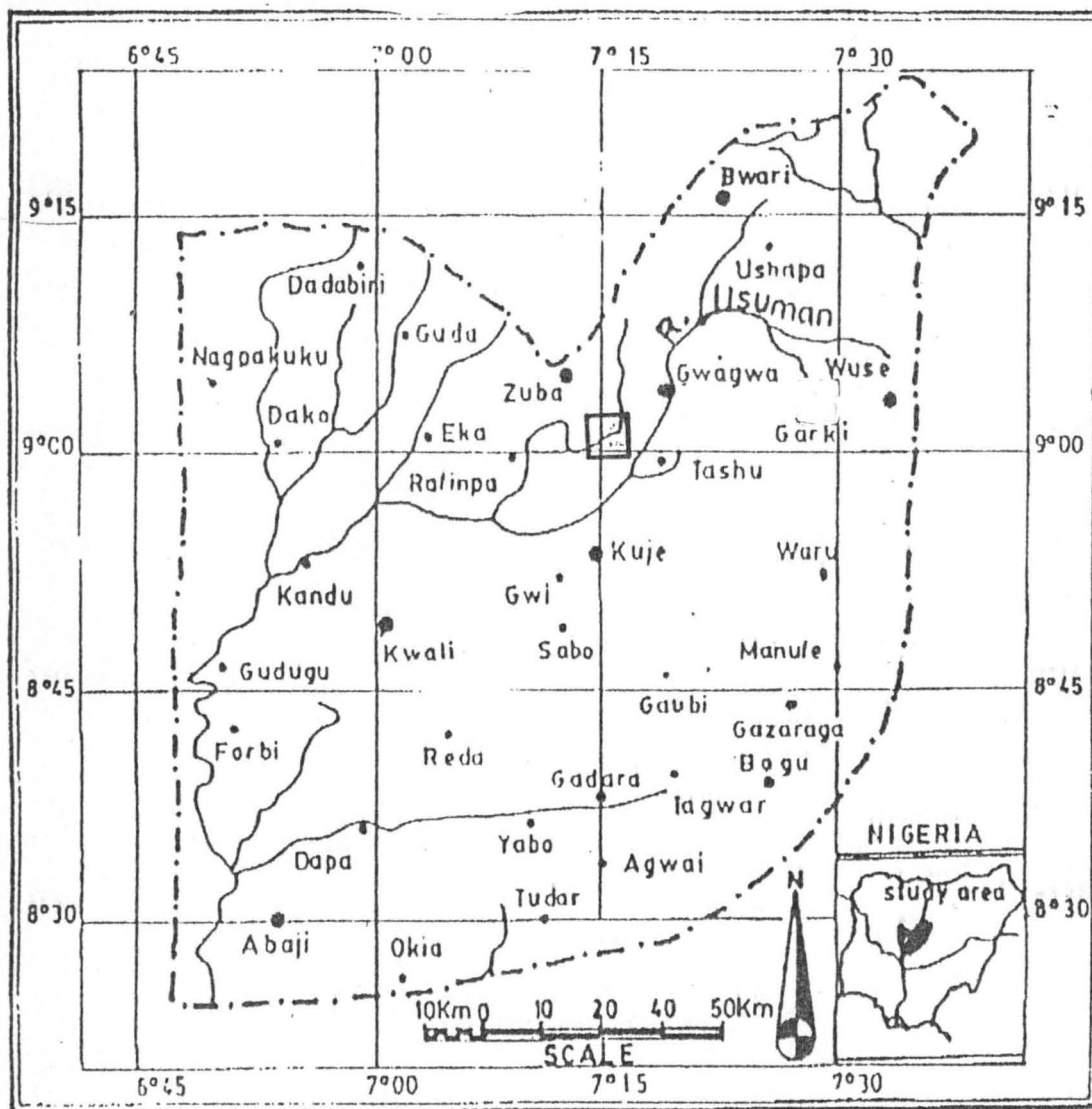 6°45 7°00 7°15 7°30
Bwari
9°15 9°15
Ushapa
Dadabiri
R. USUMAN
Guda
Nagpakuku
Zuba Gwagwa Wuse
Dako Eka Garki
9°00 9°00
Rafinpa Tashu
Kuje Waru
Kandu Gwi
Kwali Sabo Manule
Gudugu
8°45 8°45
Gaubi
Gazaraga
Forbi Reda Bogu
Gadara
Tagwar
Yabo NIGERIA
Dapa Agwai
N study area
Tudar
8°30 8°30
Abaji
Okia
10Km 0 10 20 40 50Km
SCALE
6°45 7°00 7°15 7°30